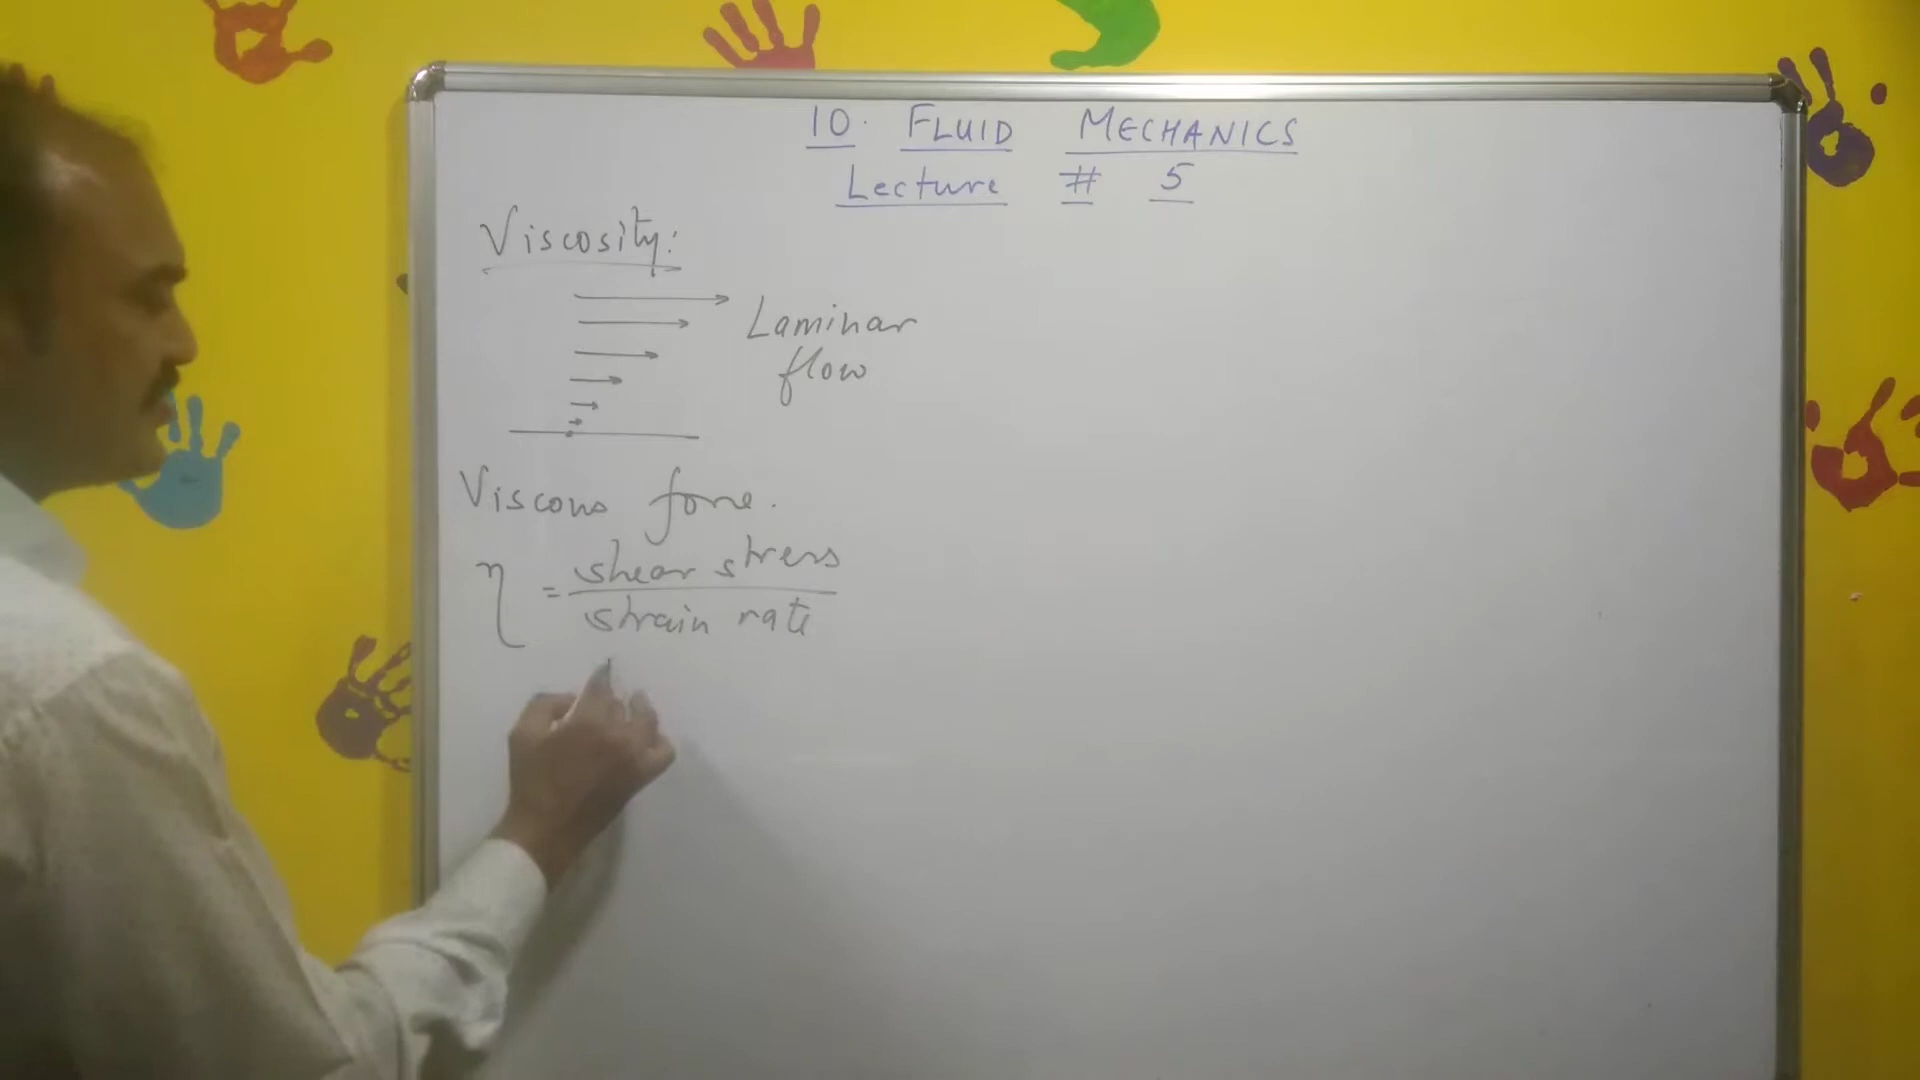 10. FLUID MECHANICS
Lecture # 5
Viscosity:
Laminar
flow
Viscous force.
η = shear stress
strain rate